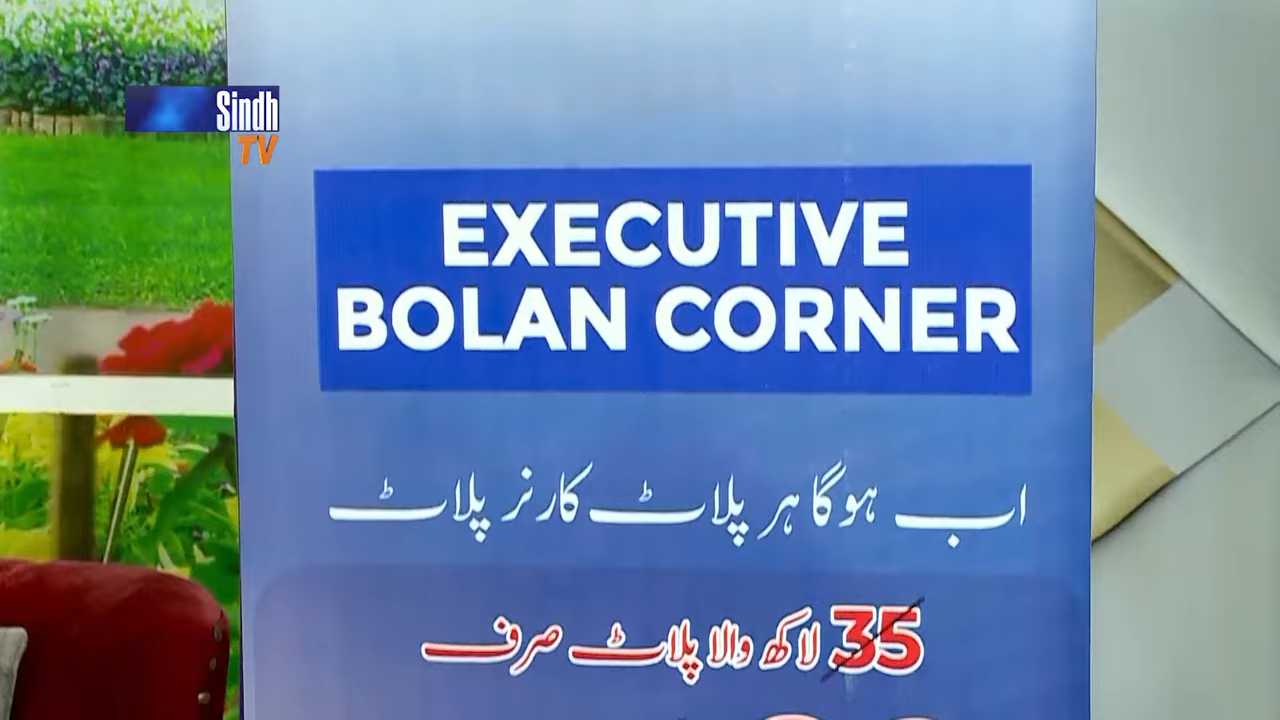 Sindh
TV
EXECUTIVE
BOLAN CORNER
اب ہوگا ہر پلاٹ کارنر پلاٹ
35 لاکھ والا پلاٹ صرف